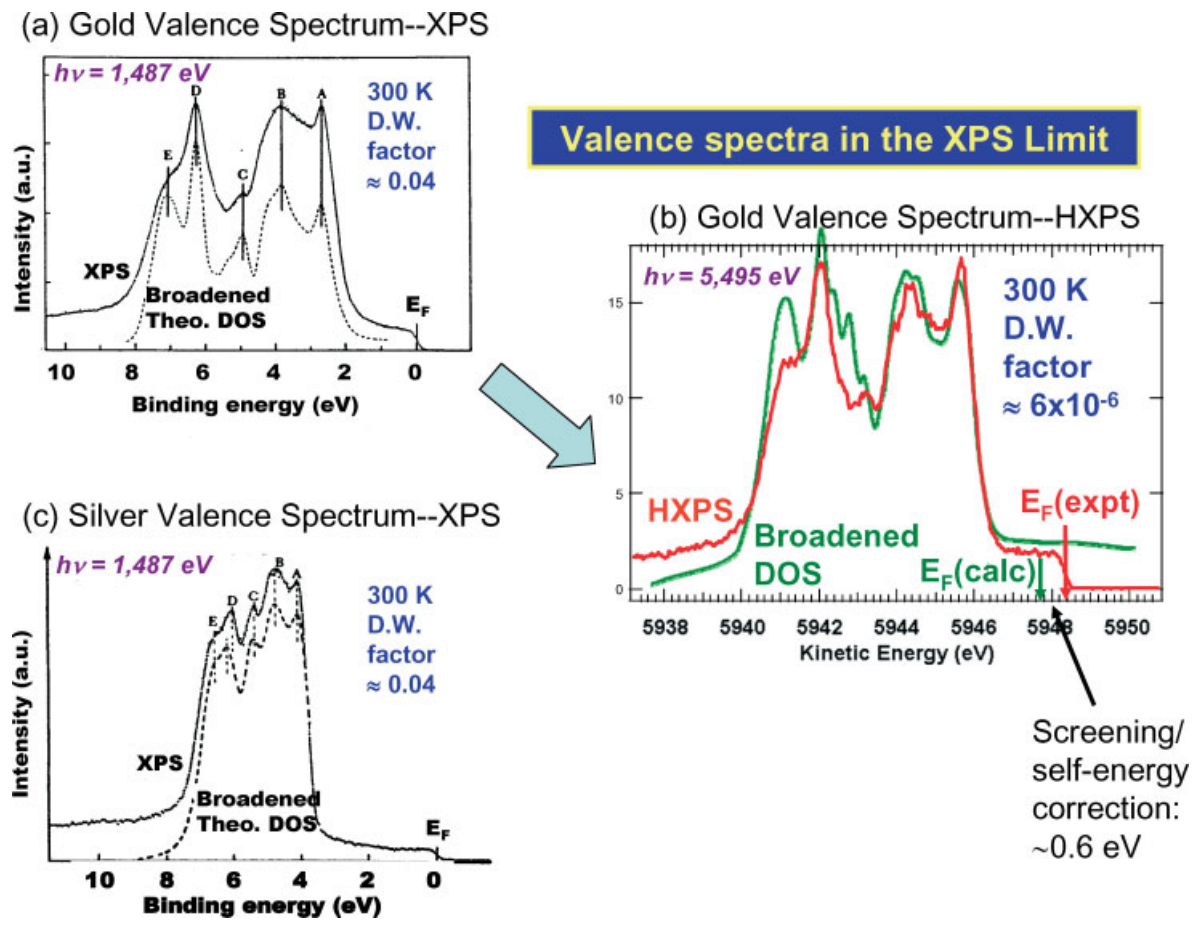 (a) Gold Valence Spectrum--XPS
hν = 1,487 eV
300 K
D.W.
factor
≈ 0.04
E
D
C
B
A
XPS
Broadened
Theo. DOS
E_F
Intensity (a.u.)
10 8 6 4 2 0
Binding energy (eV)
Valence spectra in the XPS Limit
(b) Gold Valence Spectrum--HXPS
hν = 5,495 eV
300 K
D.W.
factor
≈ 6x10⁻⁶
15
10
5
0
HXPS
Broadened
DOS
E_F(expt)
E_F(calc)
5938 5940 5942 5944 5946 5948 5950
Kinetic Energy (eV)
Screening/
self-energy
correction:
~0.6 eV
(c) Silver Valence Spectrum--XPS
hν = 1,487 eV
300 K
D.W.
factor
≈ 0.04
E
D
C
B
A
XPS
Broadened
Theo. DOS
E_F
Intensity (a.u.)
10 8 6 4 2 0
Binding energy (eV)